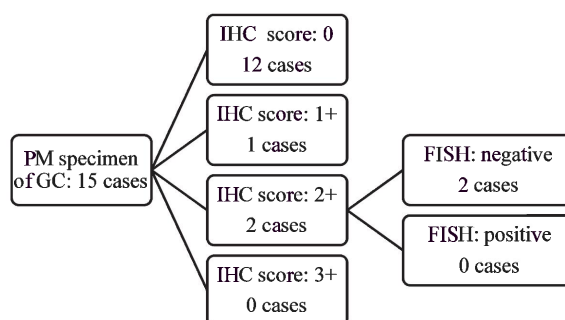 PM specimen
of GC: 15 cases
IHC score: 0
12 cases
IHC score: 1+
1 cases
IHC score: 2+
2 cases
IHC score: 3+
0 cases
FISH: negative
2 cases
FISH: positive
0 cases